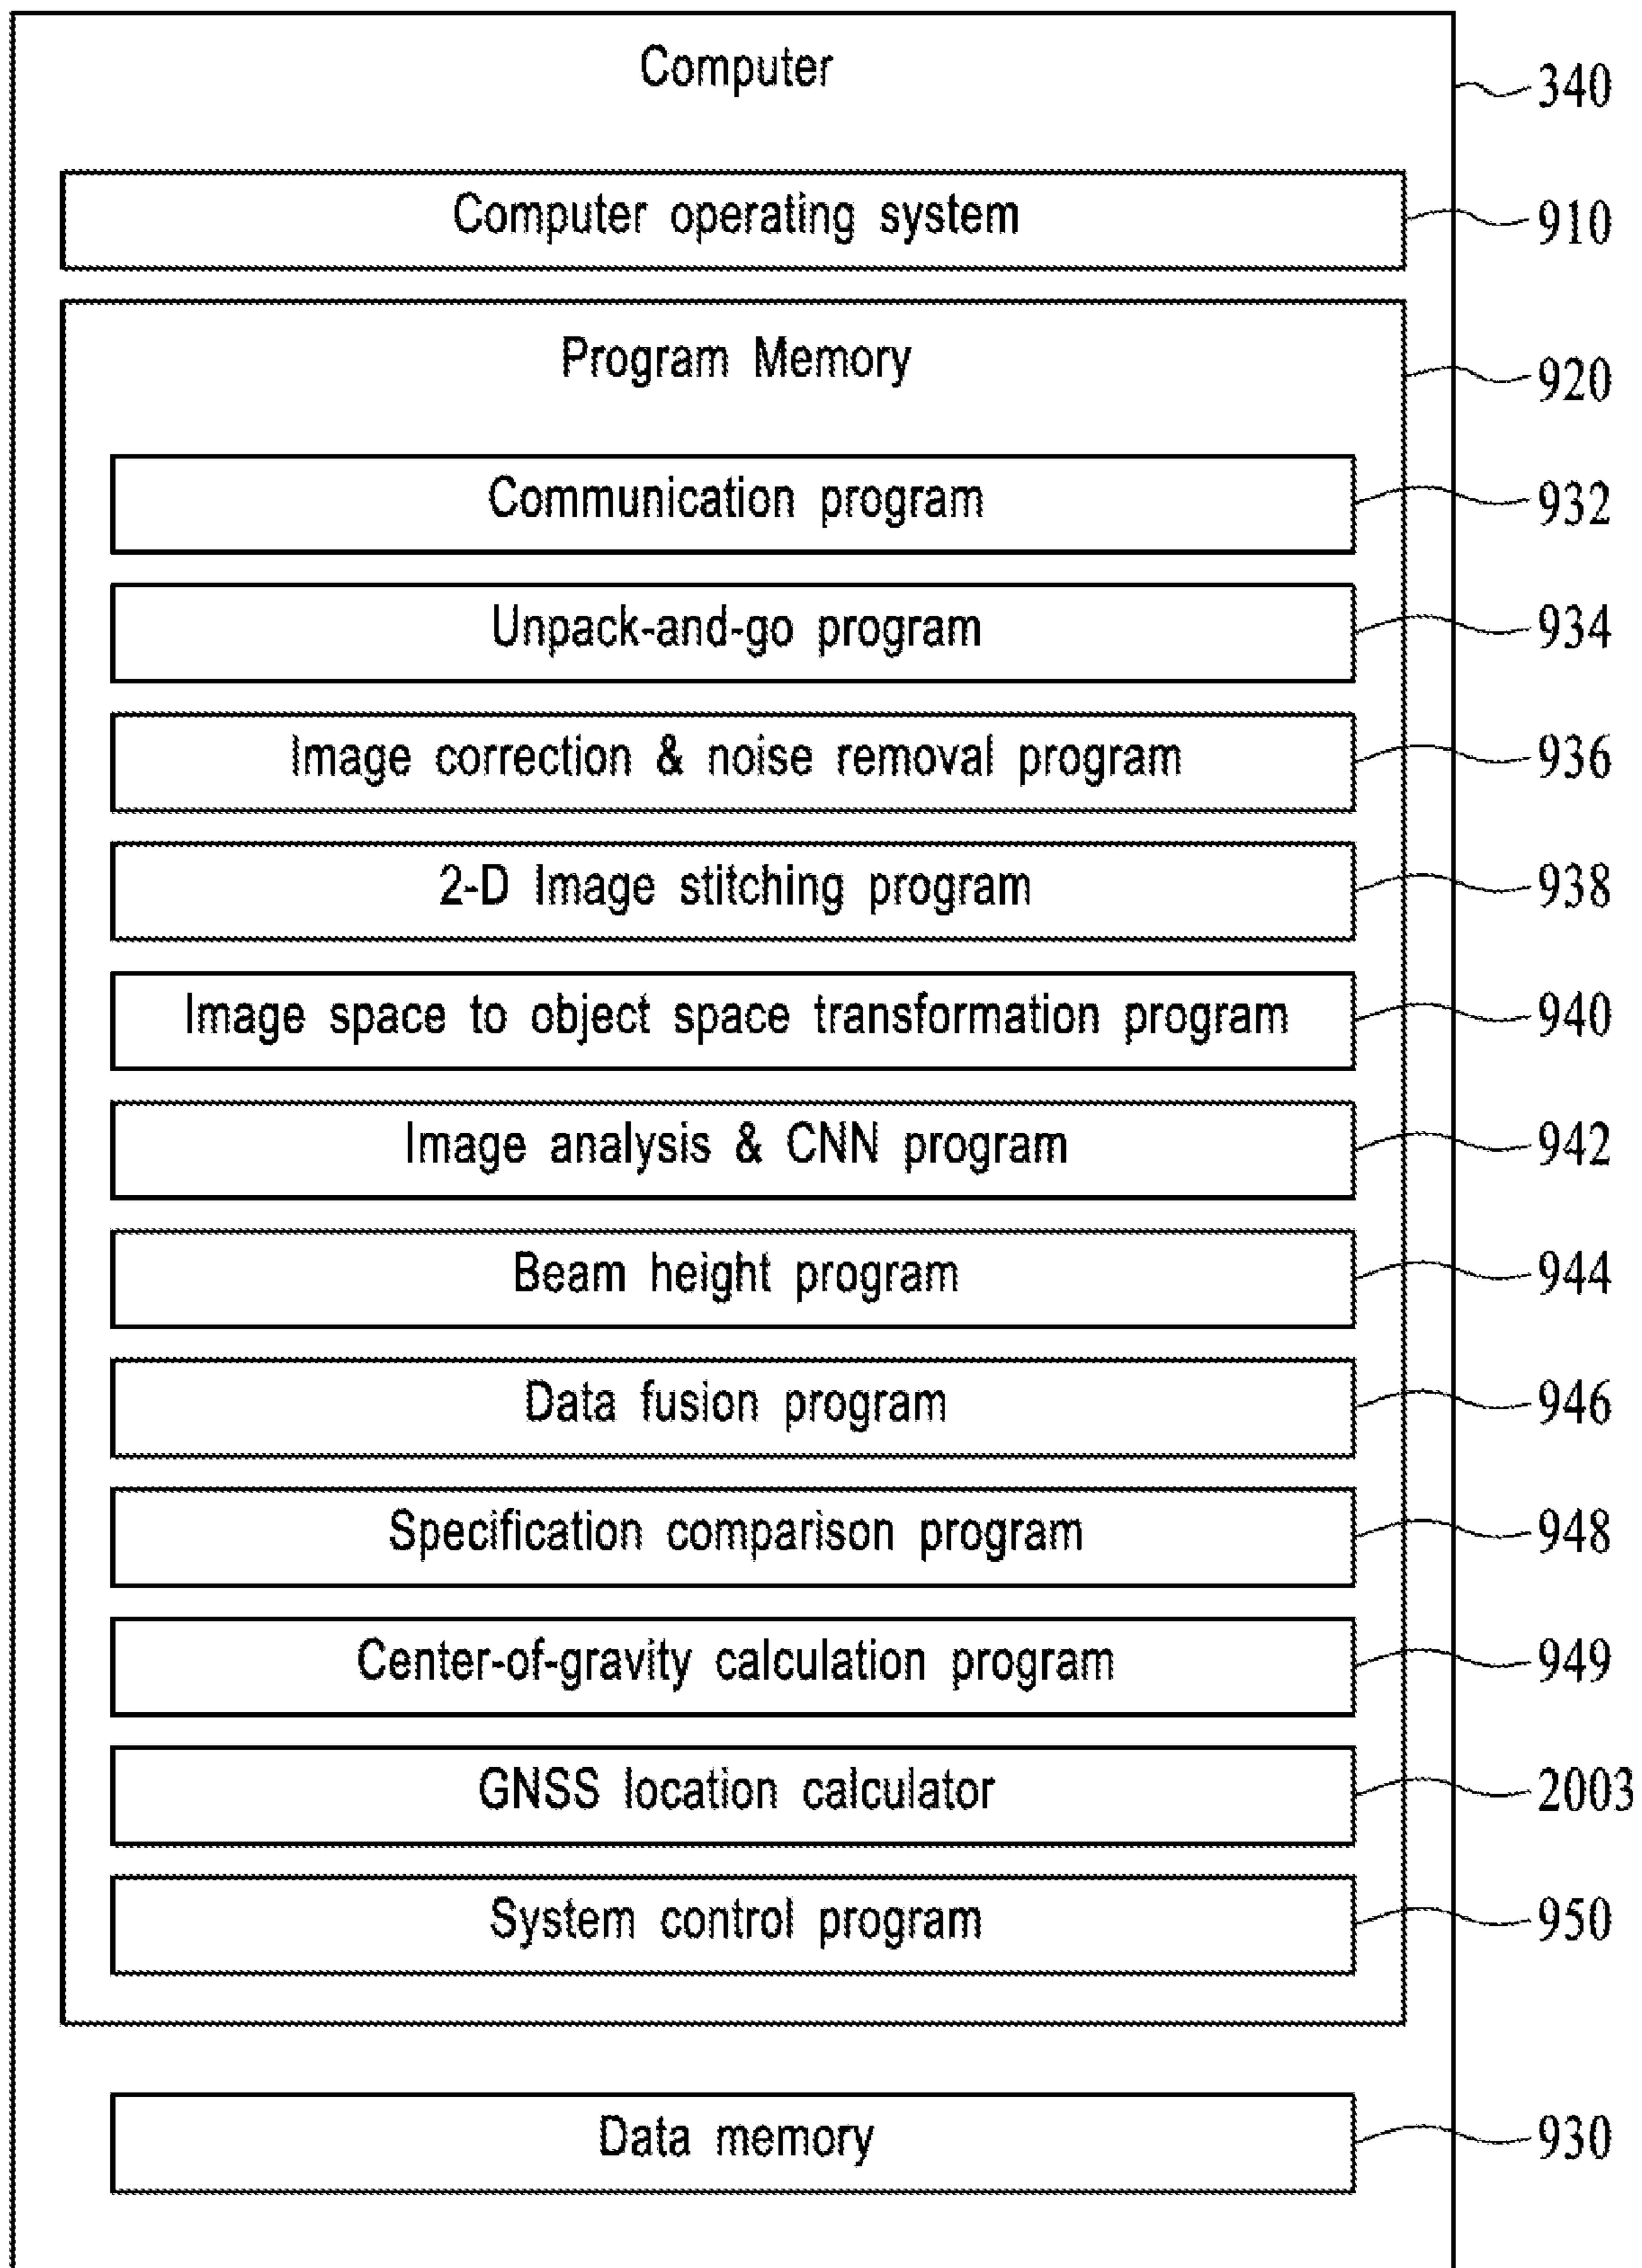 Computer 340
Computer operating system 910
Program Memory 920
Communication program 932
Unpack-and-go program 934
Image correction & noise removal program 936
2-D Image stitching program 938
Image space to object space transformation program 940
Image analysis & CNN program 942
Beam height program 944
Data fusion program 946
Specification comparison program 948
Center-of-gravity calculation program 949
GNSS location calculator 2003
System control program 950
Data memory 930